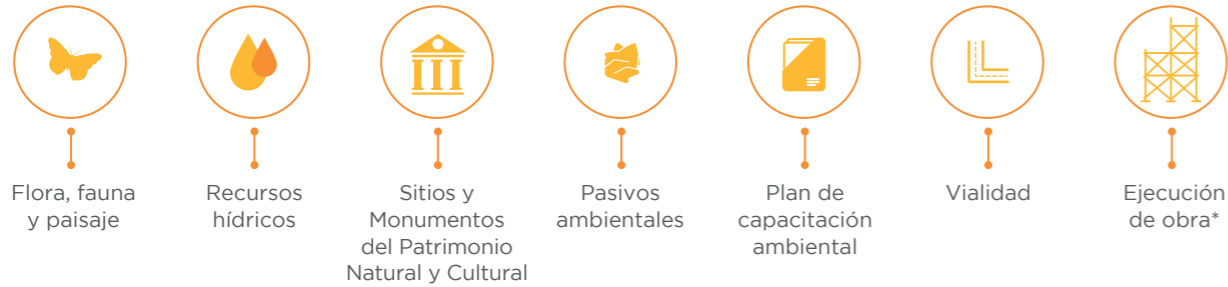 Flora, fauna
y paisaje
Recursos
hídricos
Sitios y
Monumentos
del Patrimonio
Natural y Cultural
Pasivos
ambientales
Plan de
capacitación
ambiental
Vialidad
Ejecución
de obra*